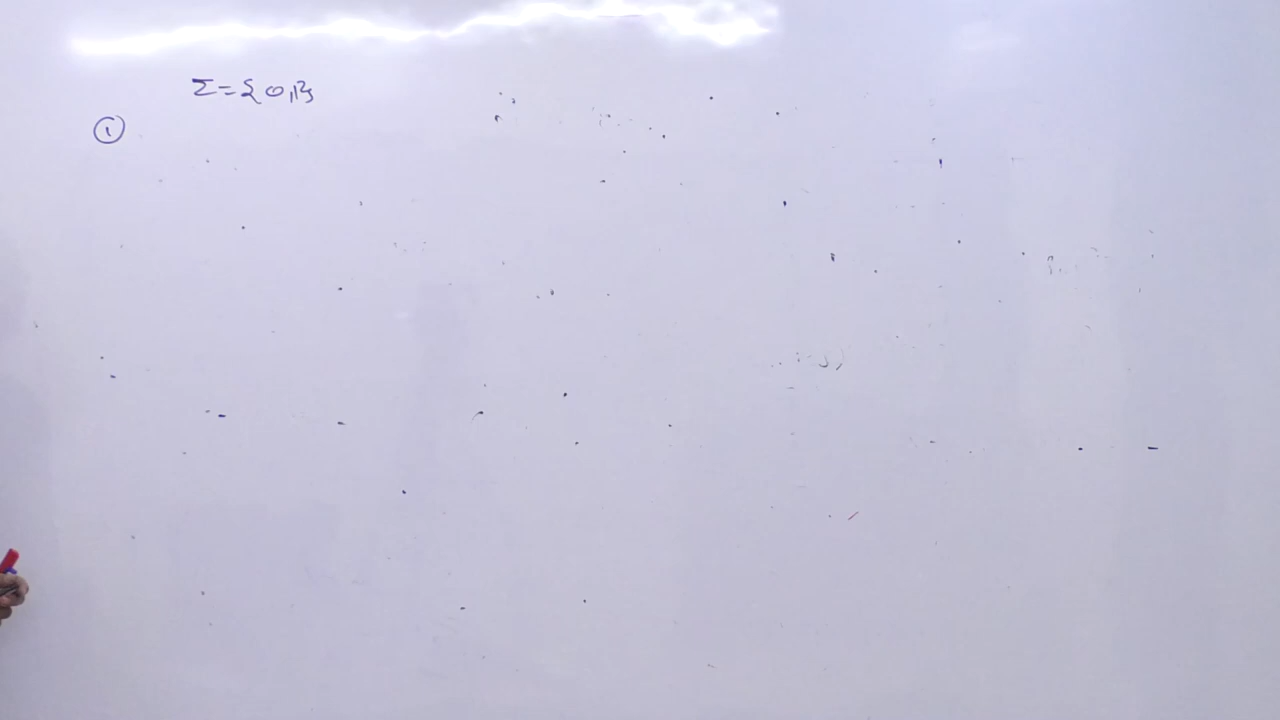 Σ = { 0,1}
①